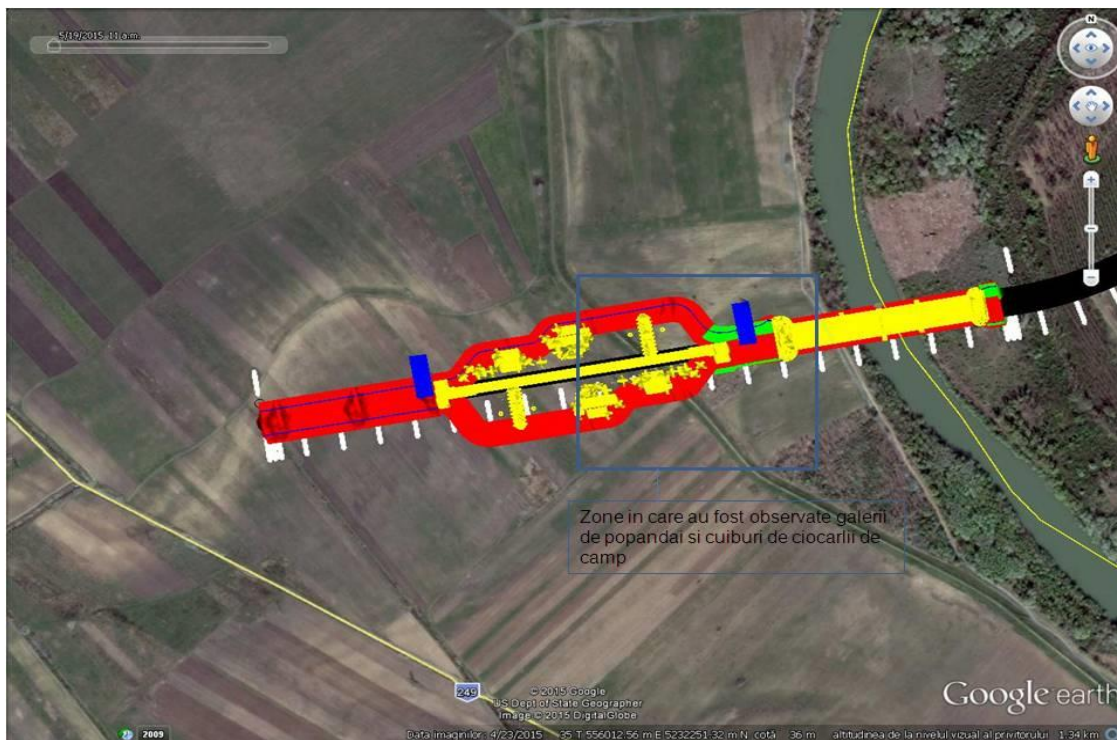 5/19/2015 11 a.m.
N
Zone in care au fost observate galerii
de popandai si cuiburi de ciocarlii de
camp
249
© 2015 Google
US Dept of State Geographer
Image © 2015 DigitalGlobe
Google earth
2009
Data imaginilor: 4/23/2015 35 T 556012.56 m E 5232251.32 m N cotă 36 m altitudinea de la nivelul vizual al privitorului 1.34 km